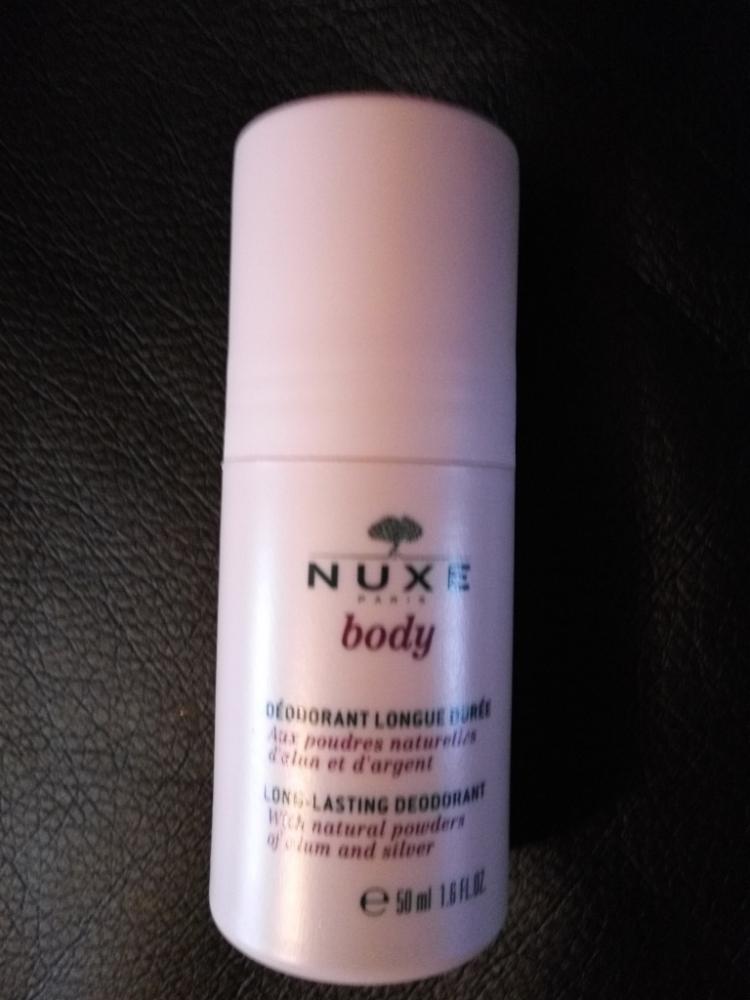 NUXE
PARIS
body
DÉODORANT LONGUE DURÉE
Aux poudres naturelles
d'alun et d'argent
LONG-LASTING DEODORANT
With natural powders
of alum and silver
℮ 50 ml 1.6 FL.OZ.